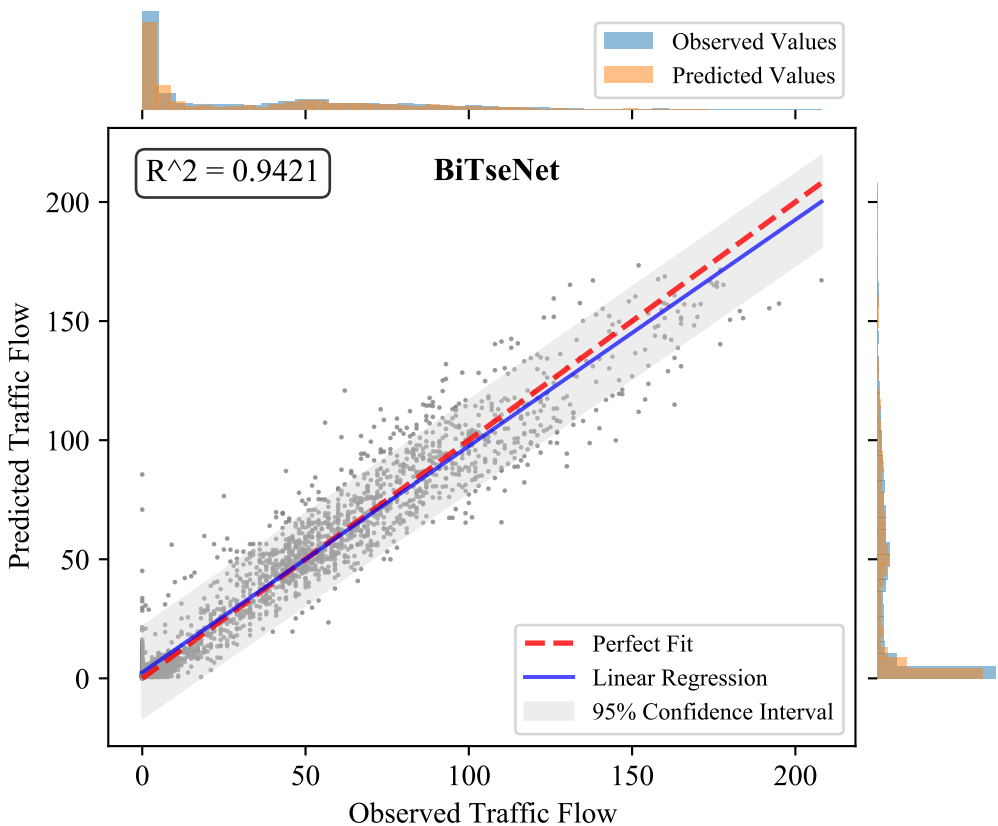 Observed Values
Predicted Values
R^2 = 0.9421
BiTseNet
200
150
100
50
0
Predicted Traffic Flow
Perfect Fit
Linear Regression
95% Confidence Interval
0 50 100 150 200
Observed Traffic Flow